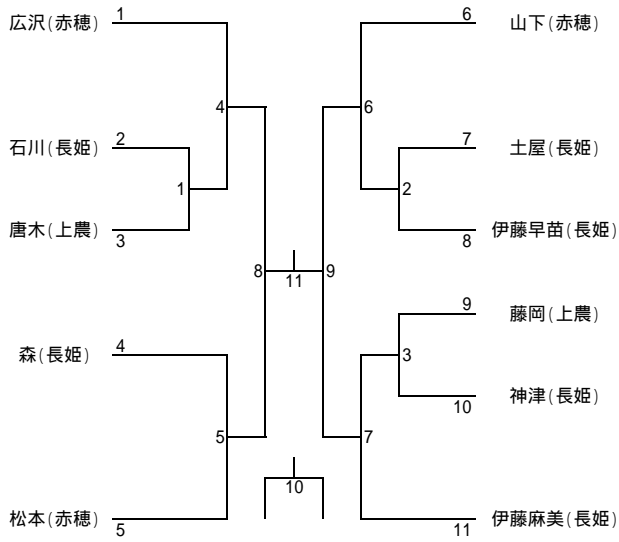 広沢(赤穂) 1
6 山下(赤穂)
4
6
石川(長姫) 2
7 土屋(長姫)
1
2
唐木(上農) 3
8 伊藤早苗(長姫)
8
11
9
9 藤岡(上農)
森(長姫) 4
3
10 神津(長姫)
5
7
10
松本(赤穂) 5
11 伊藤麻美(長姫)